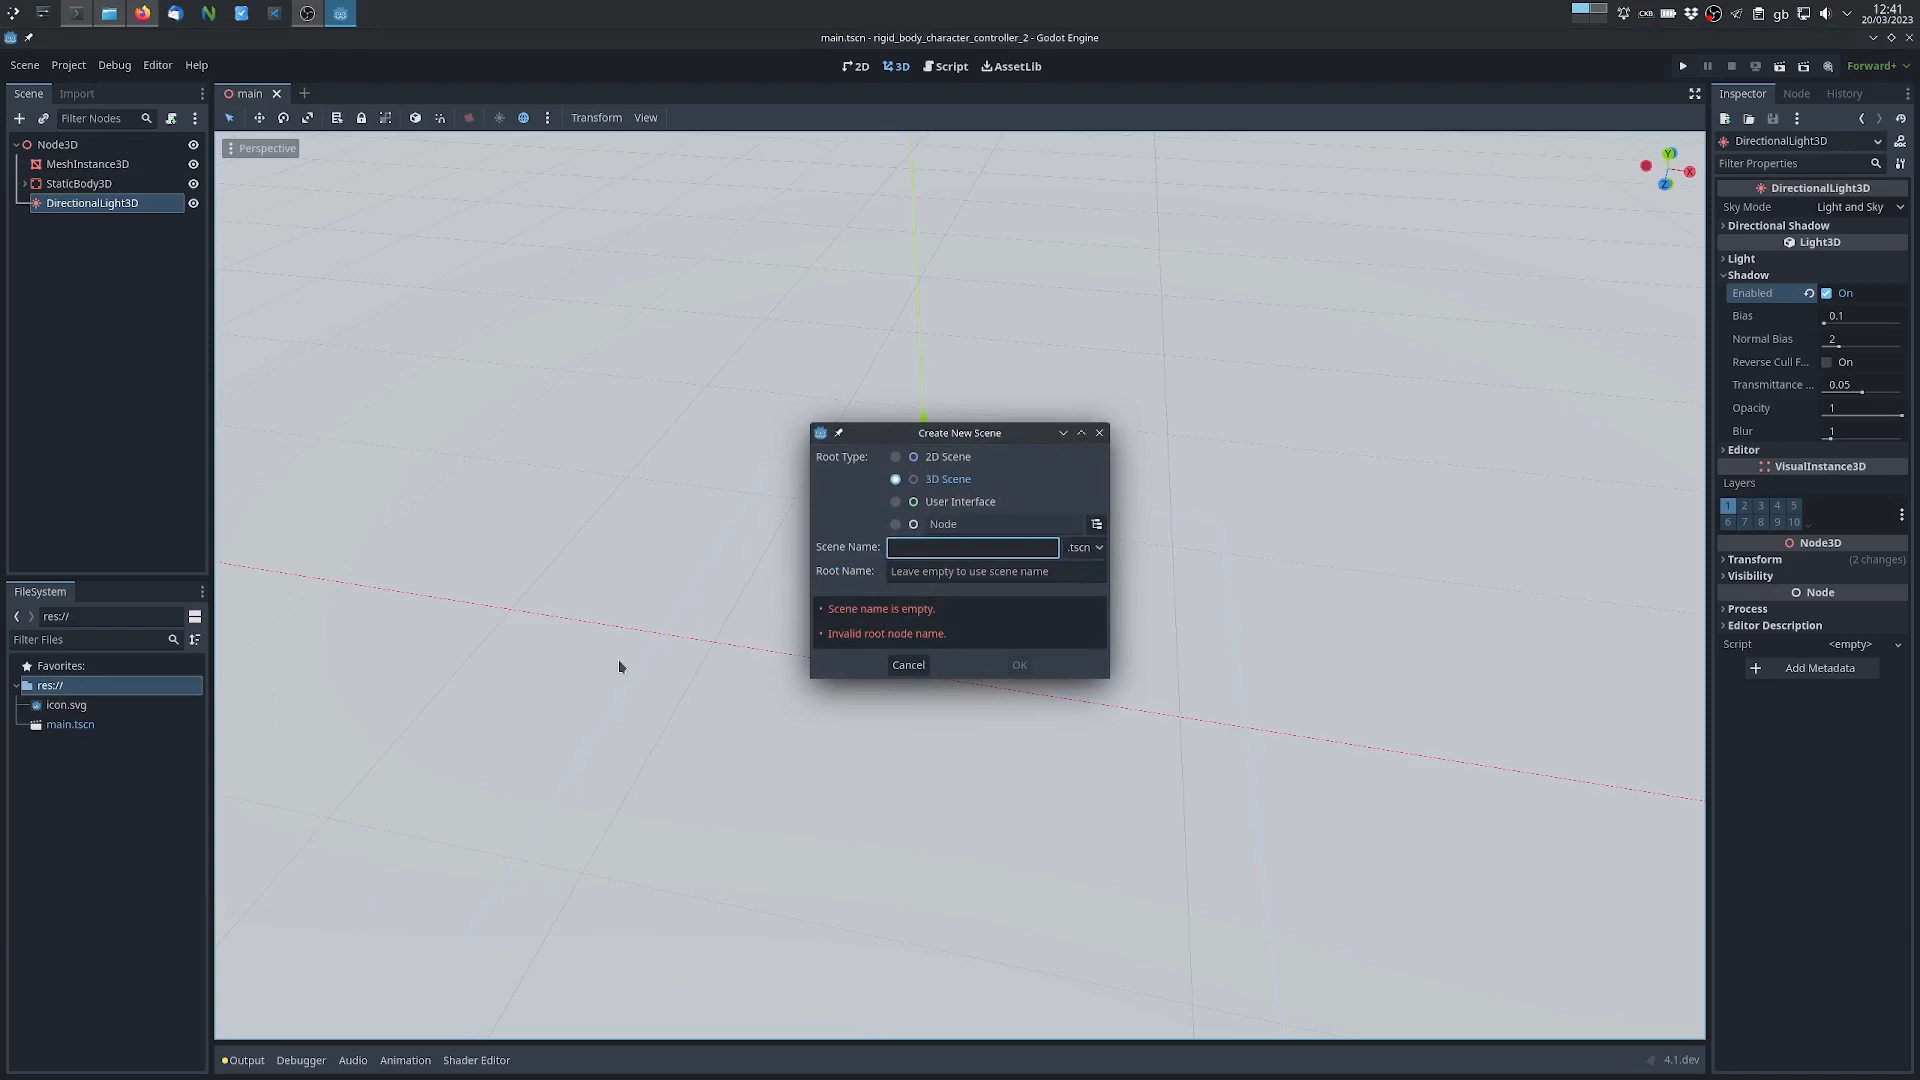 12:41
CKB
gb
20/03/2023
main.tscn - rigid_body_character_controller_2 - Godot Engine
Scene Project Debug Editor Help
2D 3D Script AssetLib
Forward+
Scene Import
main
Inspector Node History
Filter Nodes
Transform View
Node3D
MeshInstance3D
StaticBody3D
DirectionalLight3D
Perspective
Y
X
Z
DirectionalLight3D
Filter Properties
DirectionalLight3D
Sky Mode Light and Sky
Directional Shadow
Light3D
Light
Shadow
Enabled On
Bias 0.1
Normal Bias 2
Reverse Cull F... On
Transmittance ... 0.05
Opacity 1
Blur 1
Editor
VisualInstance3D
Layers
1 2 3 4 5
6 7 8 9 10
Node3D
Transform (2 changes)
Visibility
Node
Process
Editor Description
Script <empty>
Add Metadata
Create New Scene
Root Type: 2D Scene
3D Scene
User Interface
Node
Scene Name: .tscn
Root Name: Leave empty to use scene name
• Scene name is empty.
• Invalid root node name.
Cancel OK
FileSystem
res://
Filter Files
Favorites:
res://
icon.svg
main.tscn
Output Debugger Audio Animation Shader Editor
4.1.dev